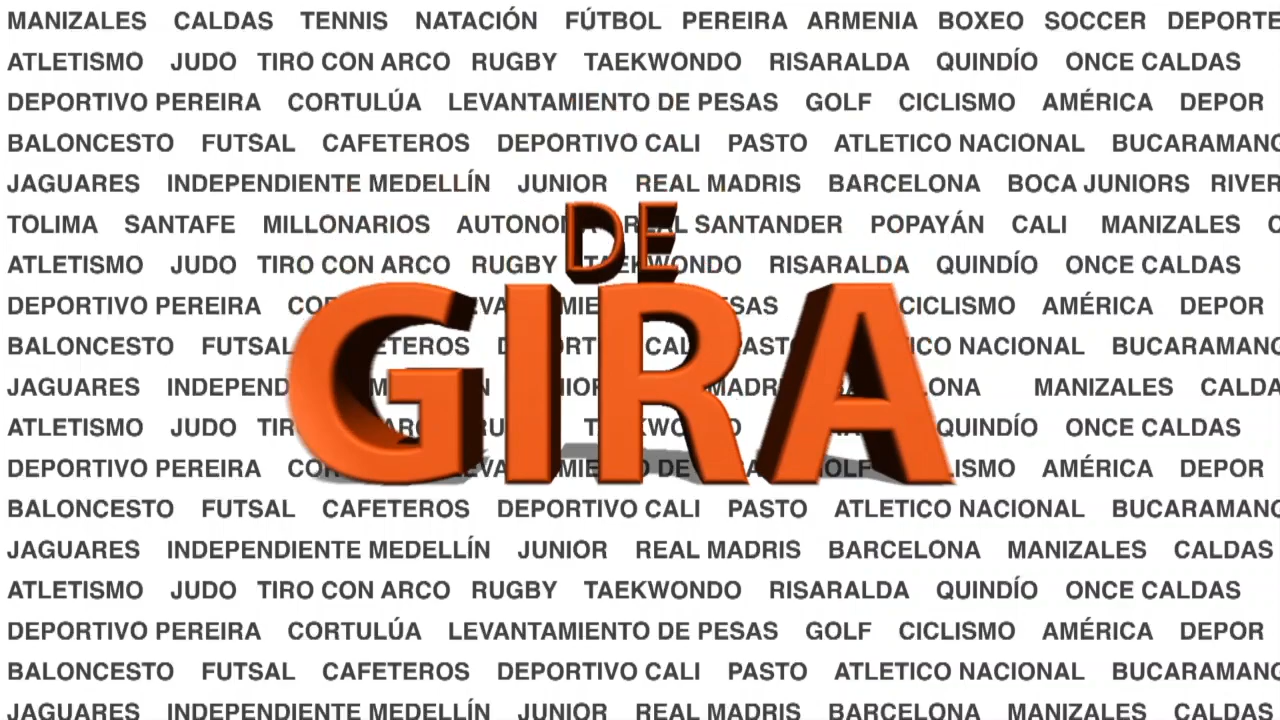 MANIZALES CALDAS TENNIS NATACIÓN FÚTBOL PEREIRA ARMENIA BOXEO SOCCER DEPORTE
ATLETISMO JUDO TIRO CON ARCO RUGBY TAEKWONDO RISARALDA QUINDÍO ONCE CALDAS
DEPORTIVO PEREIRA CORTULÚA LEVANTAMIENTO DE PESAS GOLF CICLISMO AMÉRICA DEPOR
BALONCESTO FUTSAL CAFETEROS DEPORTIVO CALI PASTO ATLETICO NACIONAL BUCARAMANG
JAGUARES INDEPENDIENTE MEDELLÍN JUNIOR REAL MADRIS BARCELONA BOCA JUNIORS RIVER
TOLIMA SANTAFE MILLONARIOS SANTANDER POPAYÁN CALI MANIZALES
DE
ATLETISMO JUDO TIRO CON ARCO RUGBY RISARALDA QUINDÍO ONCE CALDAS
DEPORTIVO PEREIRA CICLISMO AMÉRICA DEPOR
GIRA
BALONCESTO FUTSAL NACIONAL BUCARAMANG
JAGUARES MANIZALES CALDA
ATLETISMO JUDO QUINDÍO ONCE CALDAS
DEPORTIVO PEREIRA DE GOLF AMÉRICA DEPOR
BALONCESTO FUTSAL CAFETEROS DEPORTIVO CALI PASTO ATLETICO NACIONAL BUCARAMANG
JAGUARES INDEPENDIENTE MEDELLÍN JUNIOR REAL MADRIS BARCELONA MANIZALES CALDAS
ATLETISMO JUDO TIRO CON ARCO RUGBY TAEKWONDO RISARALDA QUINDÍO ONCE CALDAS
DEPORTIVO PEREIRA CORTULÚA LEVANTAMIENTO DE PESAS GOLF CICLISMO AMÉRICA DEPOR
BALONCESTO FUTSAL CAFETEROS DEPORTIVO CALI PASTO ATLETICO NACIONAL BUCARAMANG
JAGUARES INDEPENDIENTE MEDELLÍN JUNIOR REAL MADRIS BARCELONA MANIZALES CALDAS